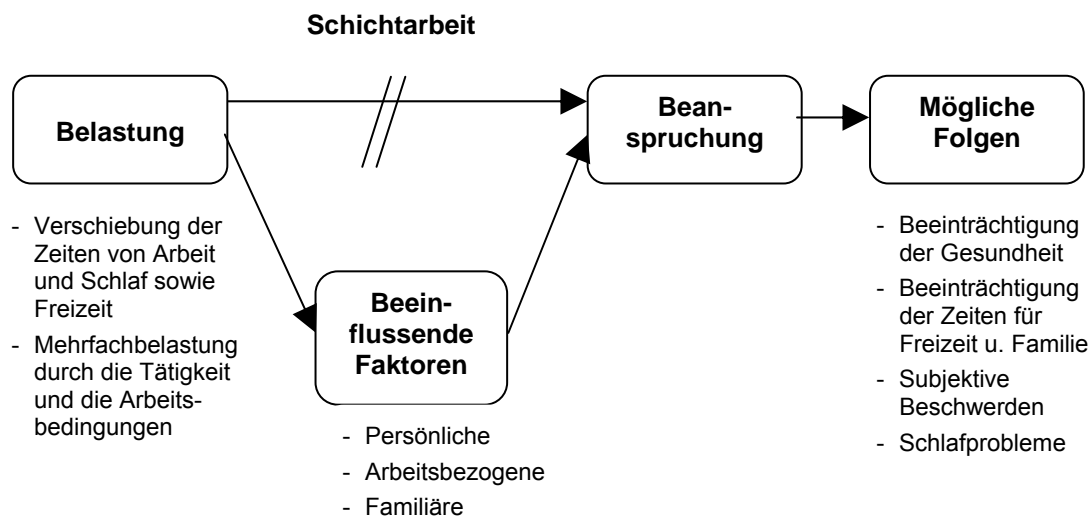 Schichtarbeit
Belastung
- Verschiebung der
Zeiten von Arbeit
und Schlaf sowie
Freizeit
- Mehrfachbelastung
durch die Tätigkeit
und die Arbeits-
bedingungen
Beein-
flussende
Faktoren
- Persönliche
- Arbeitsbezogene
- Familiäre
Bean-
spruchung
Mögliche
Folgen
- Beeinträchtigung
der Gesundheit
- Beeinträchtigung
der Zeiten für
Freizeit u. Familie
- Subjektive
Beschwerden
- Schlafprobleme